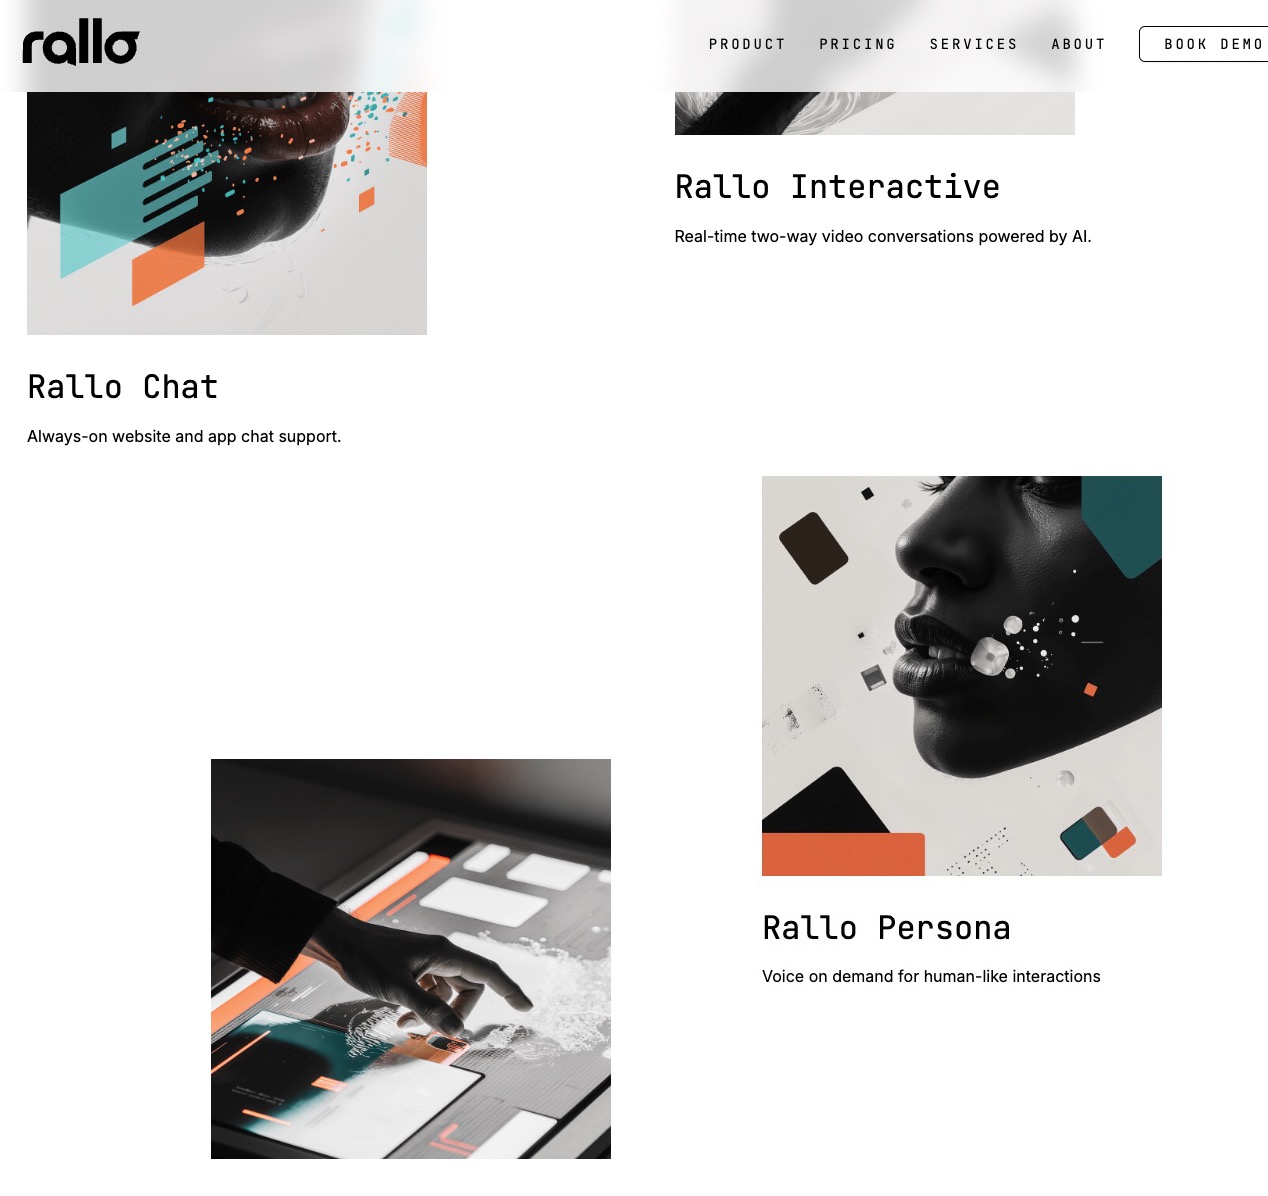 rallo
PRODUCT
PRICING
SERVICES
ABOUT
BOOK DEMO
Rallo Interactive
Real-time two-way video conversations powered by AI.
Rallo Chat
Always-on website and app chat support.
Rallo Persona
Voice on demand for human-like interactions